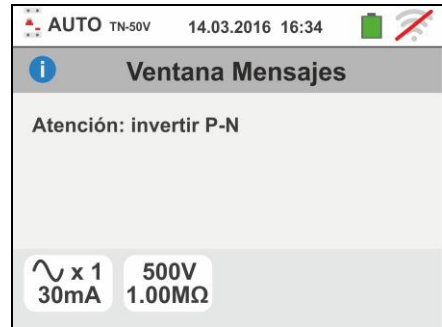 AUTO TN-50V 14.03.2016 16:34
i Ventana Mensajes
Atención: invertir P-N
x 1 500V
30mA 1.00MΩ